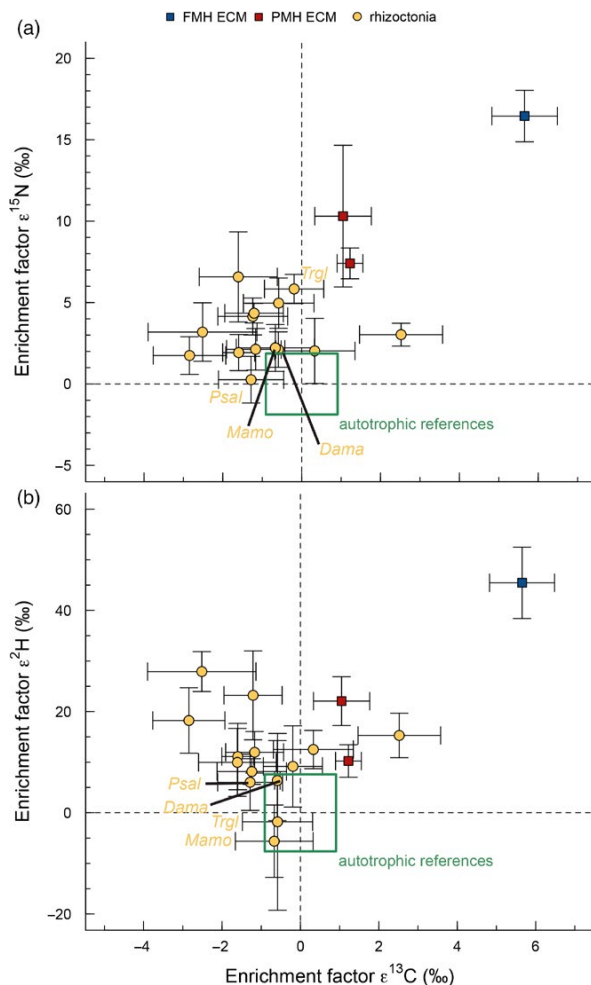 FMH ECM PMH ECM rhizoctonia
(a)
20
15
10
5
0
−5
Enrichment factor ε¹⁵N (‰)
Trgl
Psal
Mamo
Dama
autotrophic references
(b)
60
40
20
0
−20
Enrichment factor ε²H (‰)
Psal
Dama
Trgl
Mamo
autotrophic references
−4 −2 0 2 4 6
Enrichment factor ε¹³C (‰)